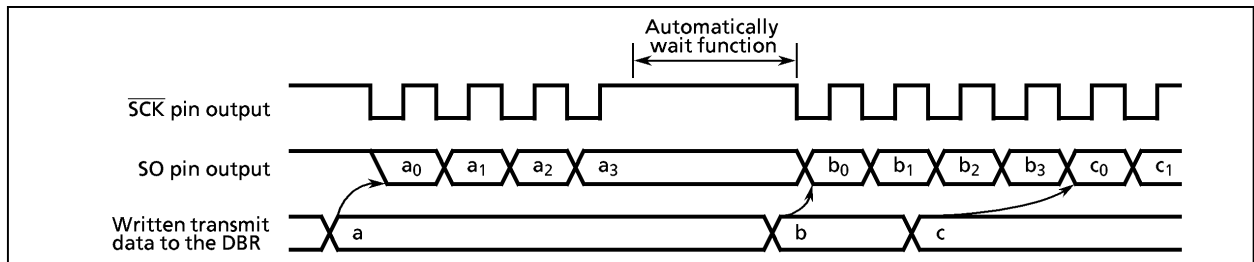 Automatically
wait function
SCK pin output
SO pin output
a0 a1 a2 a3 b0 b1 b2 b3 c0 c1
Written transmit
data to the DBR
a b c